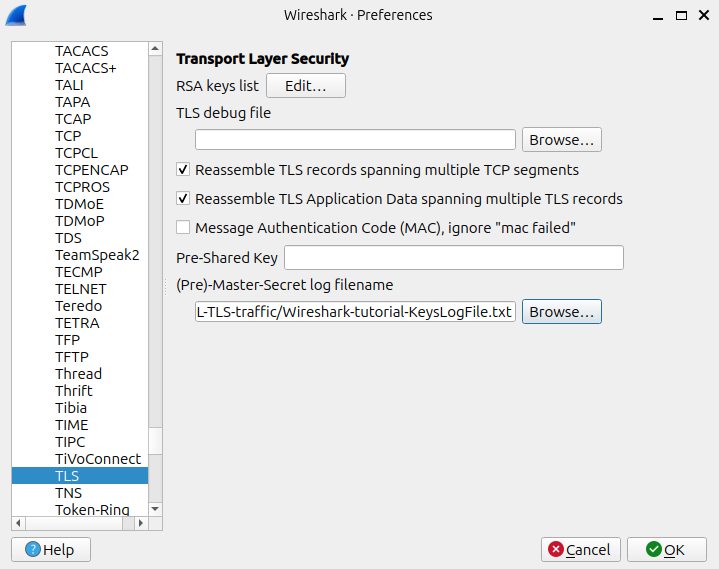 Wireshark · Preferences
TACACS
TACACS+
TALI
TAPA
TCAP
TCP
TCPCL
TCPENCAP
TCPROS
TDMoE
TDMoP
TDS
TeamSpeak2
TECMP
TELNET
Teredo
TETRA
TFP
TFTP
Thread
Thrift
Tibia
TIME
TIPC
TiVoConnect
TLS
TNS
Token-Ring
Transport Layer Security
RSA keys list Edit…
TLS debug file
Browse…
Reassemble TLS records spanning multiple TCP segments
Reassemble TLS Application Data spanning multiple TLS records
Message Authentication Code (MAC), ignore "mac failed"
Pre-Shared Key
(Pre)-Master-Secret log filename
L-TLS-traffic/Wireshark-tutorial-KeysLogFile.txt Browse…
Help Cancel OK